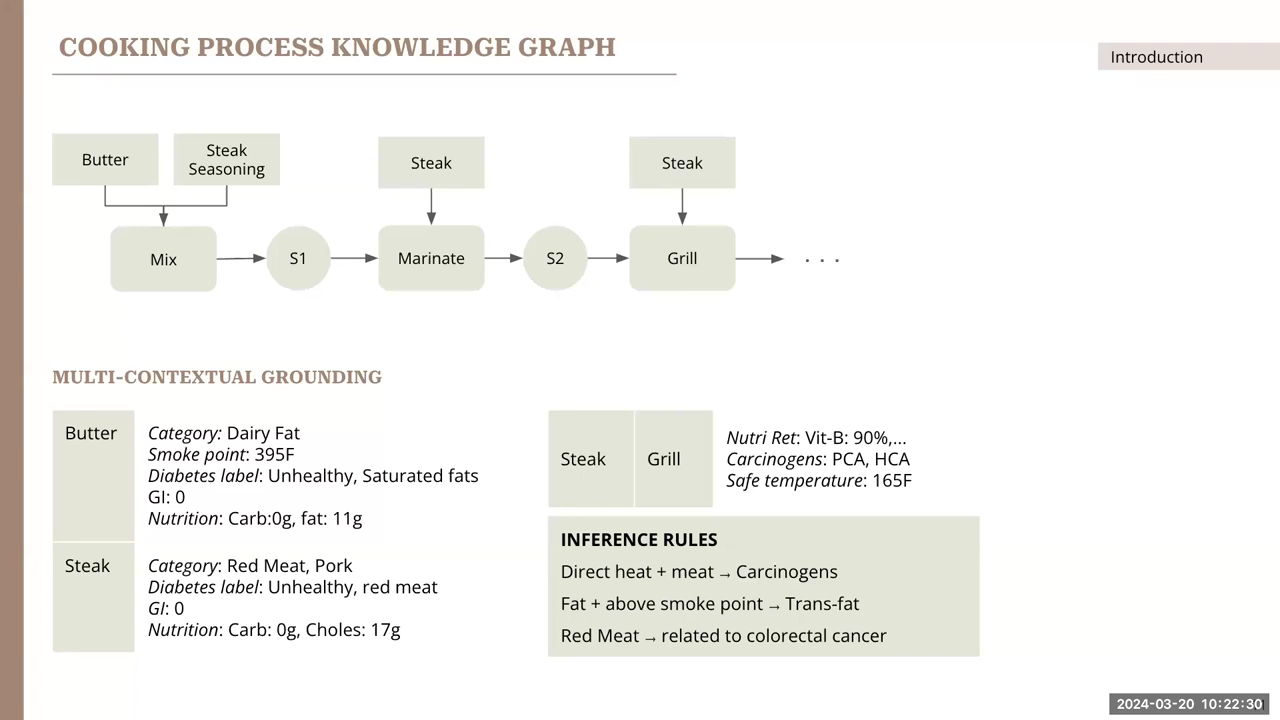 COOKING PROCESS KNOWLEDGE GRAPH
Introduction
Butter
Steak
Seasoning
Steak
Steak
Mix
S1
Marinate
S2
Grill
. . .
MULTI-CONTEXTUAL GROUNDING
Butter
Category: Dairy Fat
Smoke point: 395F
Diabetes label: Unhealthy, Saturated fats
GI: 0
Nutrition: Carb:0g, fat: 11g
Steak
Category: Red Meat, Pork
Diabetes label: Unhealthy, red meat
GI: 0
Nutrition: Carb: 0g, Choles: 17g
Steak
Grill
Nutri Ret: Vit-B: 90%,...
Carcinogens: PCA, HCA
Safe temperature: 165F
INFERENCE RULES
Direct heat + meat → Carcinogens
Fat + above smoke point → Trans-fat
Red Meat → related to colorectal cancer
2024-03-20 10:22:30